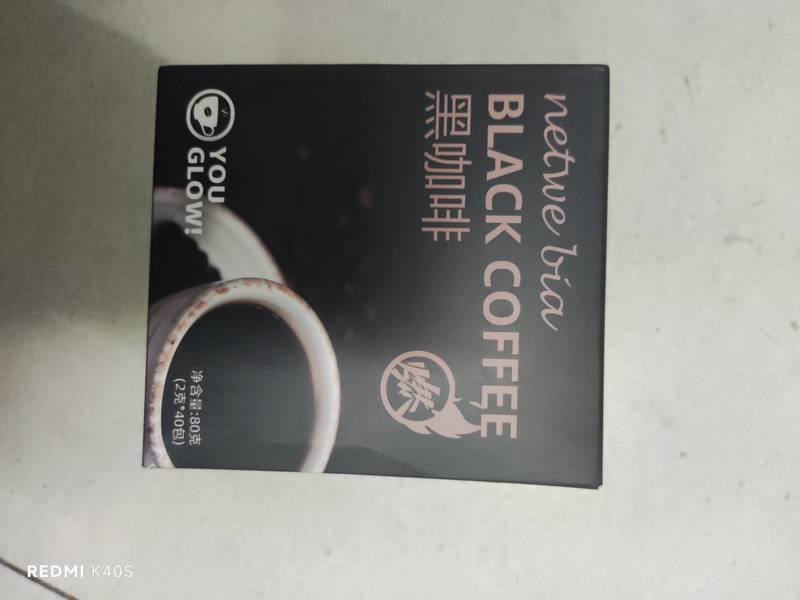 netwe bia
BLACK COFFEE
黑咖啡
燃
YOU
GLOW!
净含量:80克
(2克*40包)
REDMI K40S